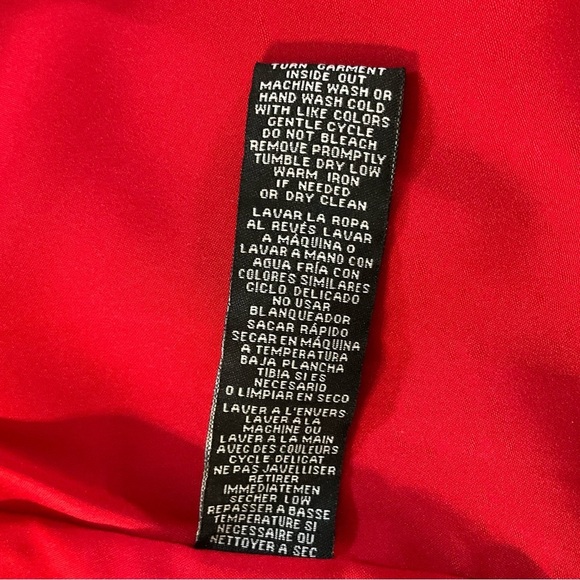 TURN GARMENT
INSIDE OUT
MACHINE WASH OR
HAND WASH COLD
WITH LIKE COLORS
GENTLE CYCLE
DO NOT BLEACH
REMOVE PROMPTLY
TUMBLE DRY LOW
WARM IRON
IF NEEDED
OR DRY CLEAN
LAVAR LA ROPA
AL REVÉS LAVAR
A MÁQUINA O
LAVAR A MANO CON
AGUA FRÍA CON
COLORES SIMILARES
CICLO DELICADO
NO USAR
BLANQUEADOR
SACAR RÁPIDO
SECAR EN MÁQUINA
A TEMPERATURA
BAJA PLANCHA
TIBIA SI ES
NECESARIO
O LIMPIAR EN SECO
LAVER A L'ENVERS
LAVER A LA
MACHINE OU
LAVER A LA MAIN
AVEC DES COULEURS
CYCLE DELICAT
NE PAS JAVELLISER
RETIRER
IMMEDIATEMEN
SECHER LOW
REPASSER A BASSE
TEMPERATURE SI
NECESSAIRE OU
NETTOYER A SEC